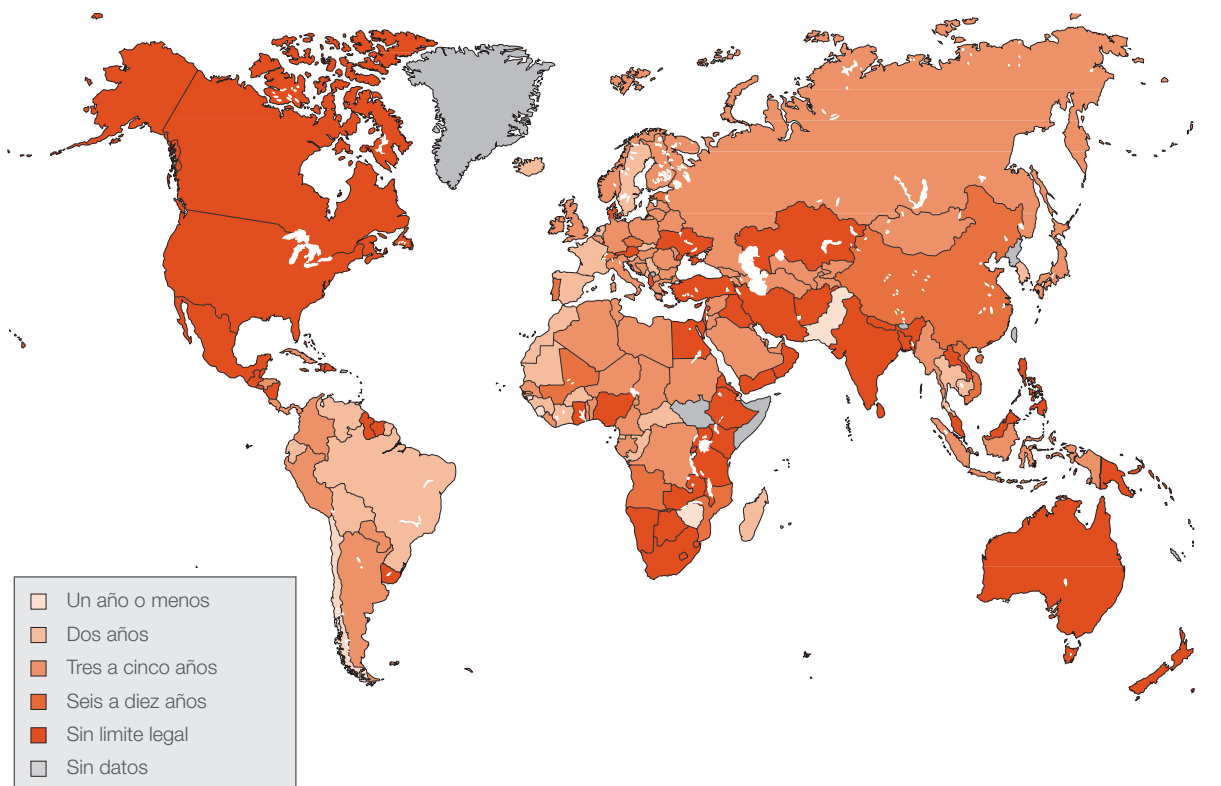 Un año o menos
Dos años
Tres a cinco años
Seis a diez años
Sin limite legal
Sin datos